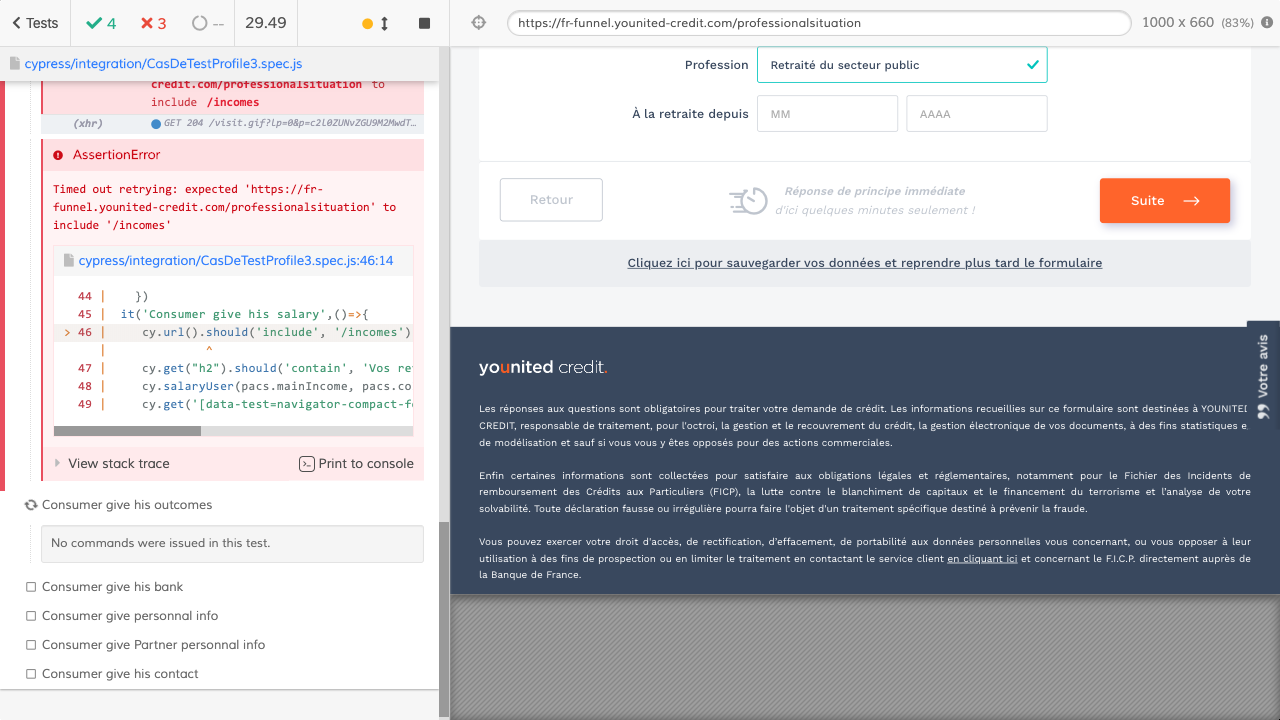 Tests
4
3
--
29.49
cypress/integration/CasDeTestProfile3.spec.js
credit.com/professionalsituation to
include /incomes
(xhr) GET 204 /visit.gif?lp=0&p=c2l0ZUNvZGU9M2MwdT…
AssertionError
Timed out retrying: expected 'https://fr-
funnel.younited-credit.com/professionalsituation' to
include '/incomes'
cypress/integration/CasDeTestProfile3.spec.js:46:14
44 | })
45 | it('Consumer give his salary',()=>{
> 46 | cy.url().should('include', '/incomes')
| ^
47 | cy.get("h2").should('contain', 'Vos re
48 | cy.salaryUser(pacs.mainIncome, pacs.co
49 | cy.get('[data-test=navigator-compact-fo
View stack trace
Print to console
Consumer give his outcomes
No commands were issued in this test.
Consumer give his bank
Consumer give personnal info
Consumer give Partner personnal info
Consumer give his contact
https://fr-funnel.younited-credit.com/professionalsituation
1000 x 660 (83%)
Profession
Retraité du secteur public
À la retraite depuis
MM
AAAA
Retour
Réponse de principe immédiate
d'ici quelques minutes seulement !
Suite
Cliquez ici pour sauvegarder vos données et reprendre plus tard le formulaire
Votre avis
younited credit.
Les réponses aux questions sont obligatoires pour traiter votre demande de crédit. Les informations recueillies sur ce formulaire sont destinées à YOUNITED
CREDIT, responsable de traitement, pour l'octroi, la gestion et le recouvrement du crédit, la gestion électronique de vos documents, à des fins statistiques et
de modélisation et sauf si vous vous y êtes opposés pour des actions commerciales.
Enfin certaines informations sont collectées pour satisfaire aux obligations légales et réglementaires, notamment pour le Fichier des Incidents de
remboursement des Crédits aux Particuliers (FICP), la lutte contre le blanchiment de capitaux et le financement du terrorisme et l'analyse de votre
solvabilité. Toute déclaration fausse ou irrégulière pourra faire l'objet d'un traitement spécifique destiné à prévenir la fraude.
Vous pouvez exercer votre droit d'accès, de rectification, d'effacement, de portabilité aux données personnelles vous concernant, ou vous opposer à leur
utilisation à des fins de prospection ou en limiter le traitement en contactant le service client en cliquant ici et concernant le F.I.C.P. directement auprès de
la Banque de France.